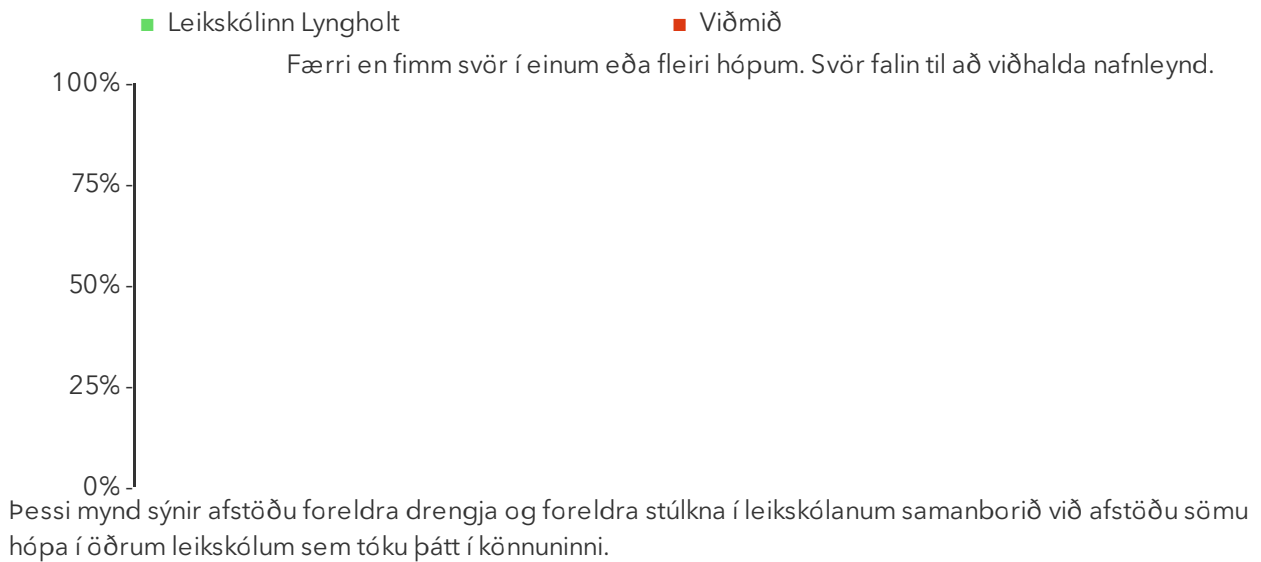 Leikskólinn Lyngholt
Viðmið
Færri en fimm svör í einum eða fleiri hópum. Svör falin til að viðhalda nafnleynd.
100%
75%
50%
25%
0%
Þessi mynd sýnir afstöðu foreldra drengja og foreldra stúlkna í leikskólanum samanborið við afstöðu sömu
hópa í öðrum leikskólum sem tóku þátt í könnuninni.